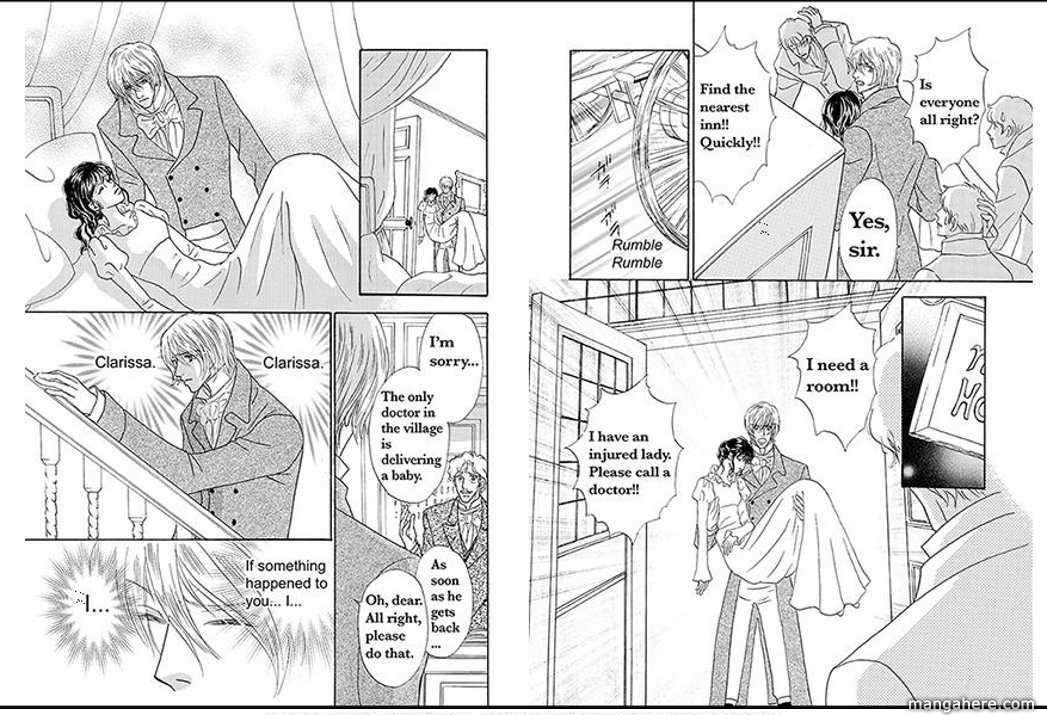 Is
everyone
all right?
Find the
nearest
inn!!
Quickly!!
Yes,
sir.
Rumble
Rumble
Ho
I need a
room!!
I have an
injured lady.
Please call a
doctor!!
I'm
sorry...
The only
doctor in
the village
is
delivering
a baby.
As
soon
as he
gets
back
...
Oh, dear.
All right,
please
do that.
Clarissa.
Clarissa.
If something
happened to
you... I...
I...
mangahere.com